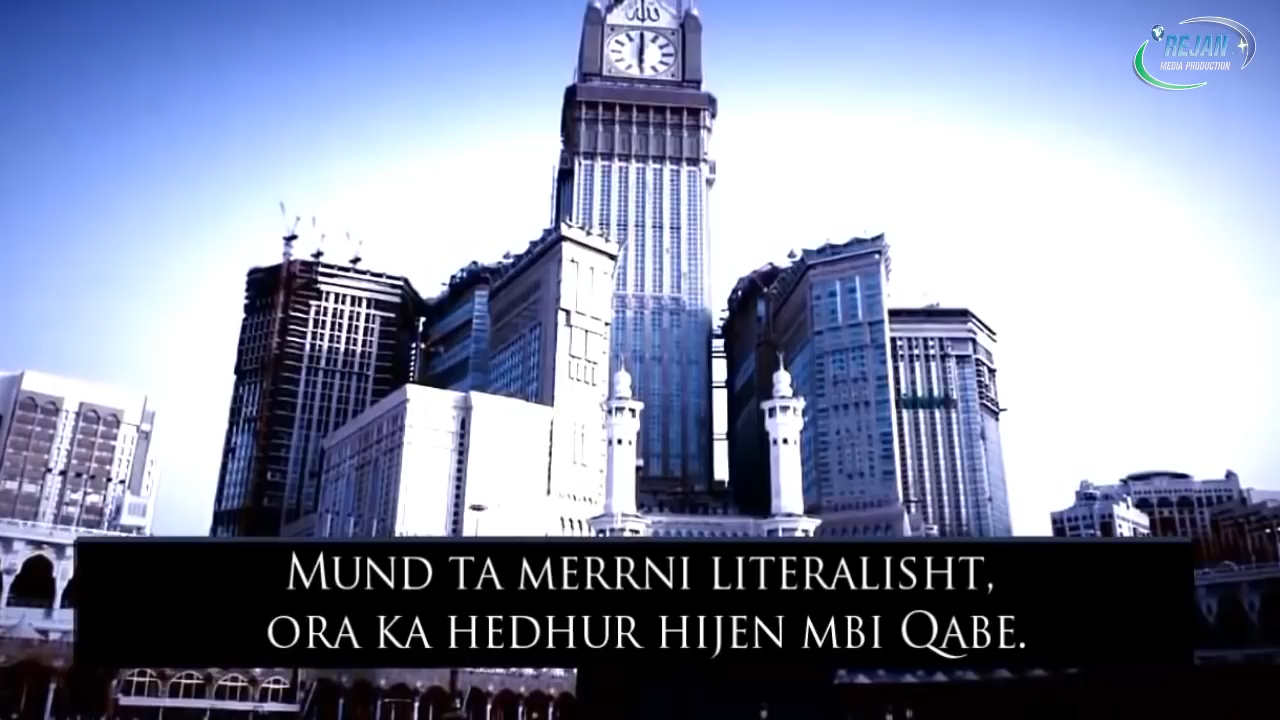 REJAN
MEDIA PRODUCTION
MUND TA MERRNI LITERALISHT,
ORA KA HEDHUR HIJEN MBI QABE.